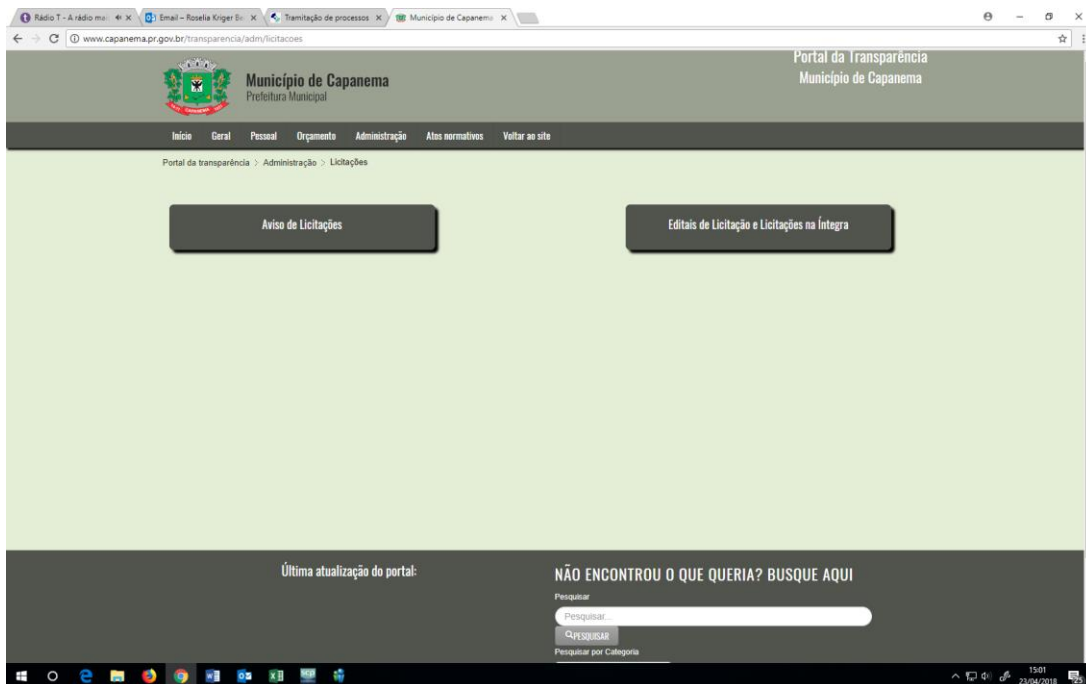 Rádio T - A rádio mai
Email – Roselia Kriger Be
Tramitação de processos
Município de Capanema
www.capanema.pr.gov.br/transparencia/adm/licitacoes
Portal da Transparência
Município de Capanema
Município de Capanema
Prefeitura Municipal
Início Geral Pessoal Orçamento Administração Atos normativos Voltar ao site
Portal da transparência > Administração > Licitações
Aviso de Licitações
Editais de Licitação e Licitações na Íntegra
Última atualização do portal:
NÃO ENCONTROU O QUE QUERIA? BUSQUE AQUI
Pesquisar
Pesquisar...
PESQUISAR
Pesquisar por Categoria
15:01
23/04/2018